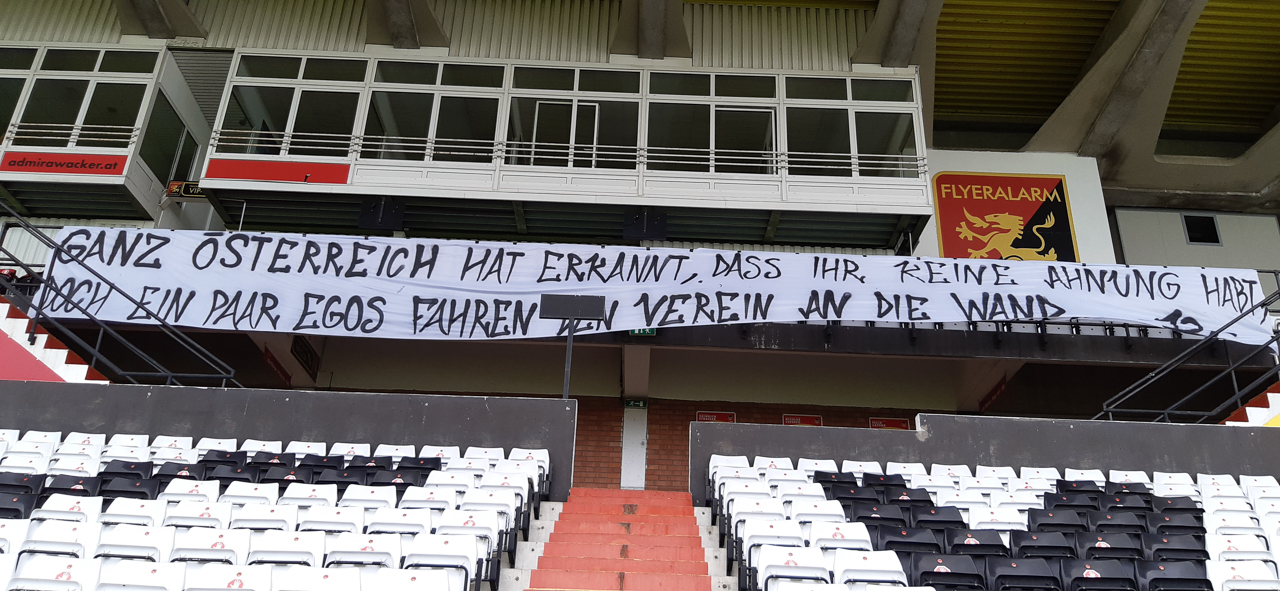 admirawacker.at
VIP
FLYERALARM
GANZ ÖSTERREICH HAT ERKANNT, DASS IHR KEINE AHNUNG HABT
DOCH EIN PAAR EGOS FAHREN DEN VEREIN AN DIE WAND